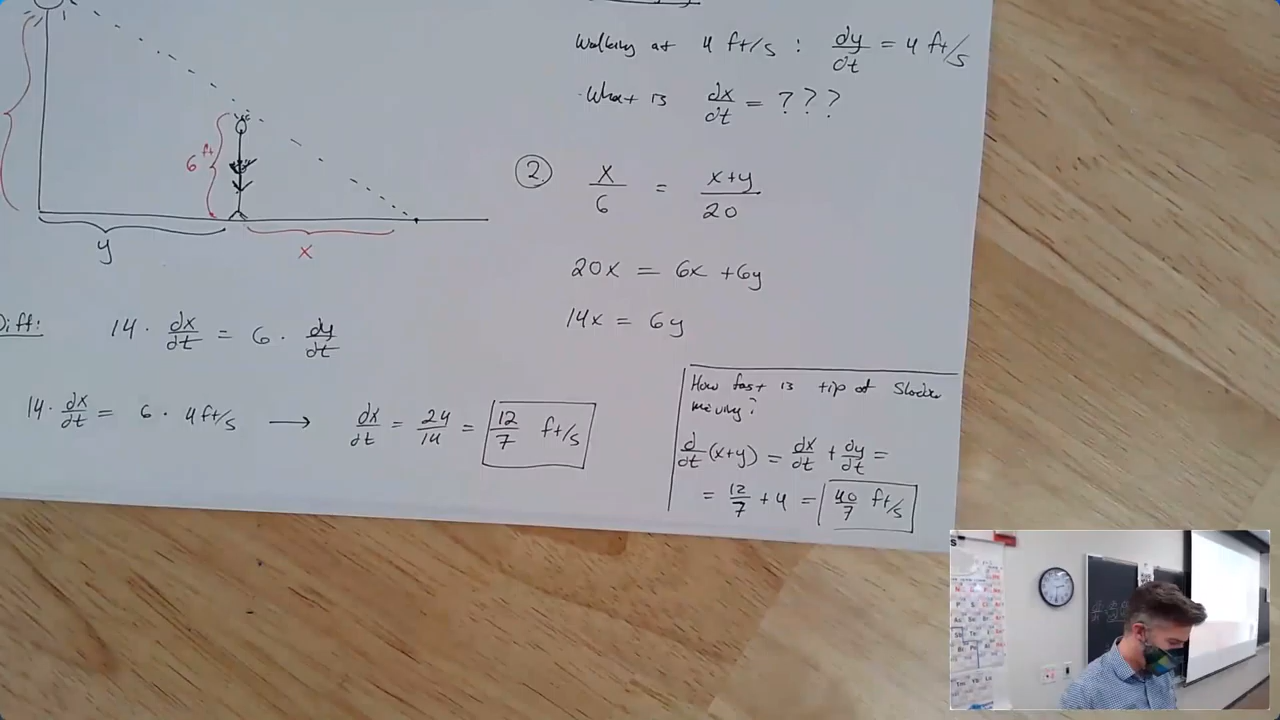 Walking at 4 ft/s : dy/dt = 4 ft/s
What is dx/dt = ???
6 ft
② x/6 = (x+y)/20
y
x
20x = 6x + 6y
14x = 6y
Diff: 14 · dx/dt = 6 · dy/dt
14 · dx/dt = 6 · 4 ft/s → dx/dt = 24/14 = 12/7 ft/s
How fast is tip of
moving?
d/dt (x+y) = dx/dt + dy/dt =
= 12/7 + 4 = 40/7 ft/s